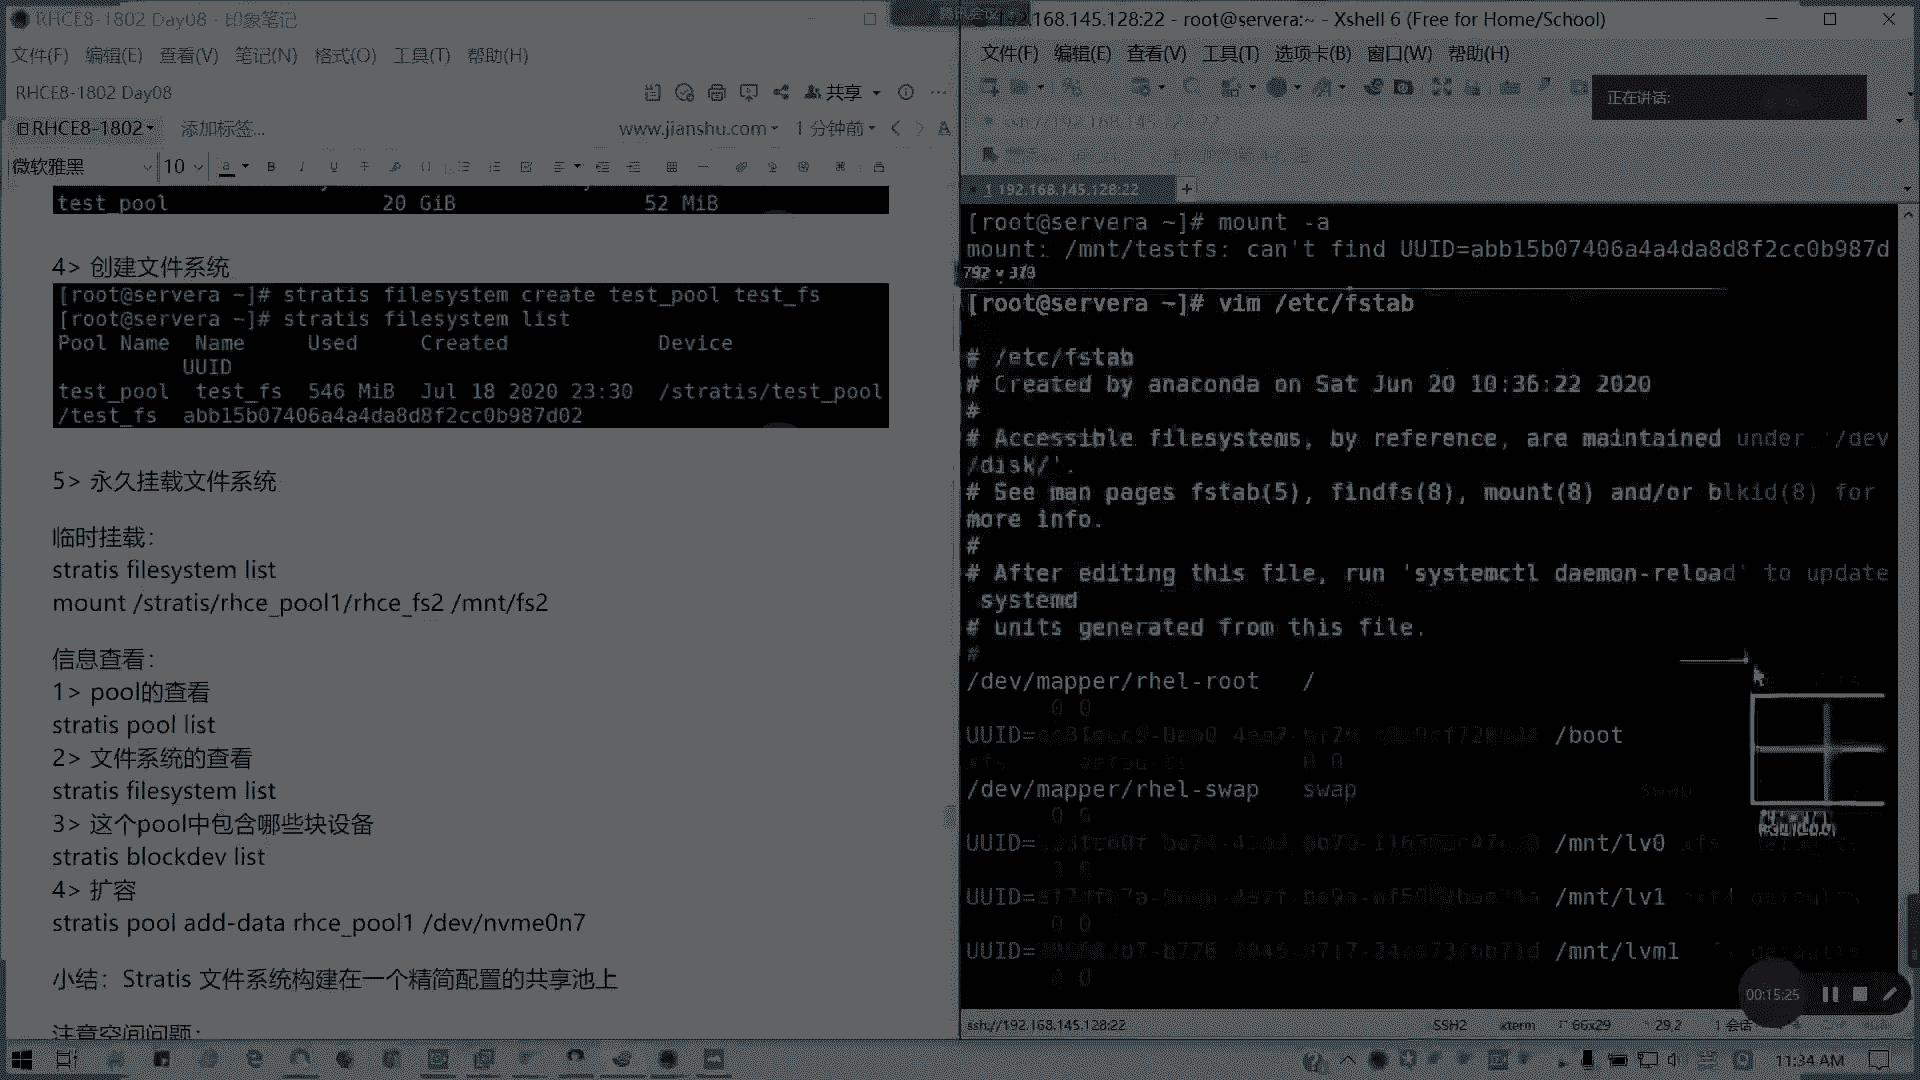 RHCE8-1802 Day08 - 印象笔记
文件(F) 编辑(E) 查看(V) 笔记(N) 格式(O) 工具(T) 帮助(H)
RHCE8-1802 Day08
共享
RHCE8-1802 添加标签...
www.jianshu.com 1 分钟前
微软雅黑 10
test_pool 20 GiB 52 MiB
4> 创建文件系统
[root@servera ~]# stratis filesystem create test_pool test_fs
[root@servera ~]# stratis filesystem list
Pool Name Name Used Created Device
UUID
test_pool test_fs 546 MiB Jul 18 2020 23:30 /stratis/test_pool
/test_fs abb15b07406a4a4da8d8f2cc0b987d02
5> 永久挂载文件系统
临时挂载:
stratis filesystem list
mount /stratis/rhce_pool1/rhce_fs2 /mnt/fs2
信息查看:
1> pool的查看
stratis pool list
2> 文件系统的查看
stratis filesystem list
3> 这个pool中包含哪些块设备
stratis blockdev list
4> 扩容
stratis pool add-data rhce_pool1 /dev/nvme0n7
小结: Stratis 文件系统构建在一个精简配置的共享池上
注意空间问题:
192.168.145.128:22 - root@servera:~ - Xshell 6 (Free for Home/School)
文件(F) 编辑(E) 查看(V) 工具(T) 选项卡(B) 窗口(W) 帮助(H)
正在讲话:
ssh://192.168.145.128:22
1 192.168.145.128:22
[root@servera ~]# mount -a
mount: /mnt/testfs: can't find UUID=abb15b07406a4a4da8d8f2cc0b987d
[root@servera ~]# vim /etc/fstab
# /etc/fstab
# Created by anaconda on Sat Jun 20 10:36:22 2020
#
# Accessible filesystems, by reference, are maintained under '/dev
/disk/'.
# See man pages fstab(5), findfs(8), mount(8) and/or blkid(8) for
more info.
#
# After editing this file, run 'systemctl daemon-reload' to update
systemd
# units generated from this file.
#
/dev/mapper/rhel-root /
0 0
UUID= /boot
0 0
/dev/mapper/rhel-swap swap swap
0 0
UUID= /mnt/lv0
0 0
UUID= /mnt/lv1
0 0
UUID= /mnt/lvm1
0 0
00:15:25
ssh://192.168.145.128:22 SSH2 xterm 66x29 29,2 1 会话
11:34 AM